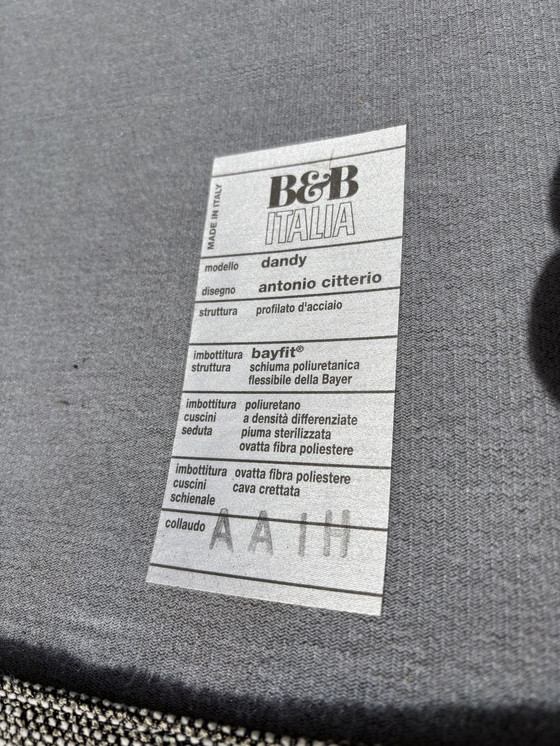 MADE IN ITALY
B&B
ITALIA
modello dandy
disegno antonio citterio
struttura profilato d'acciaio
imbottitura bayfit®
struttura schiuma poliuretanica
flessibile della Bayer
imbottitura poliuretano
cuscini a densità differenziate
seduta piuma sterilizzata
ovatta fibra poliestere
imbottitura ovatta fibra poliestere
cuscini cava crettata
schienale
collaudo AA1H